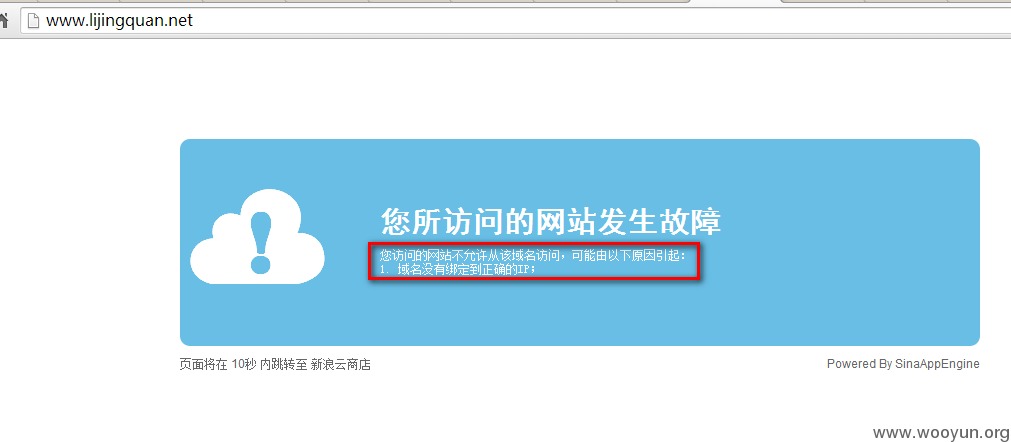 www.lijingquan.net
您所访问的网站发生故障
您访问的网站不允许从该域名访问，可能由以下原因引起：
1. 域名没有绑定到正确的IP；
页面将在 10秒 内跳转至 新浪云商店
Powered By SinaAppEngine
www.wooyun.org